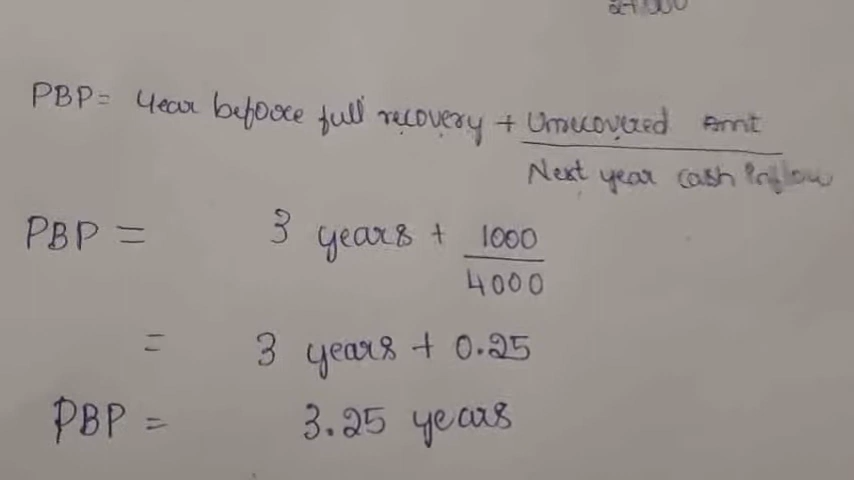 PBP = Year before full recovery + Unrecovered Amt
Next year cash Inflow
PBP = 3 years + 1000
4000
= 3 years + 0.25
PBP = 3.25 years